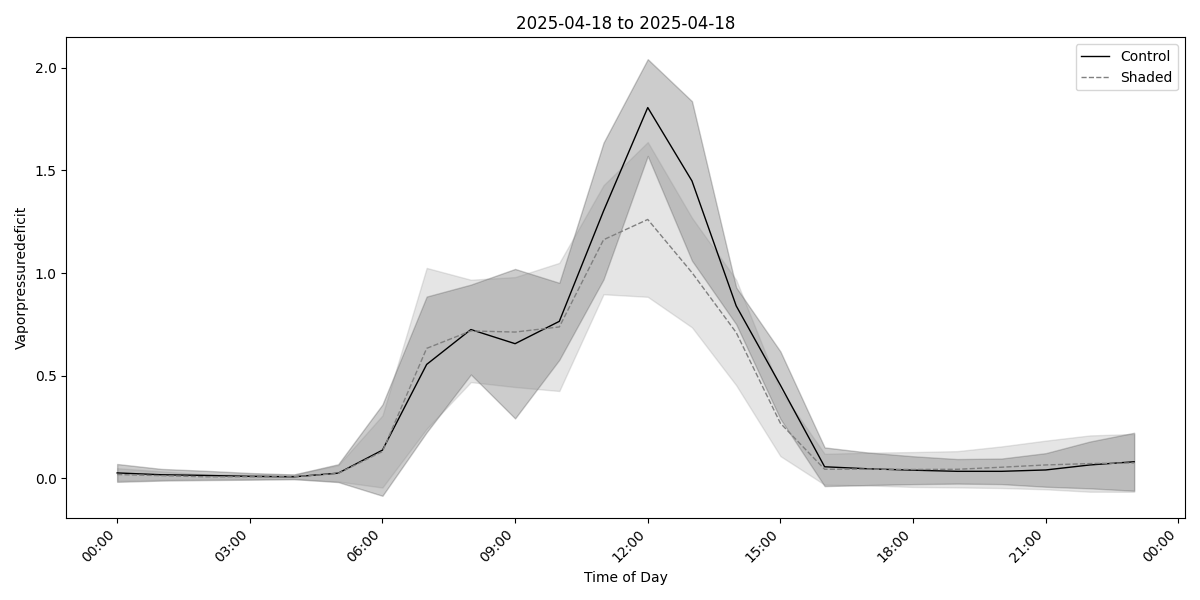 2025-04-18 to 2025-04-18
Control
Shaded
Vaporpressuredeficit
2.0
1.5
1.0
0.5
0.0
00:00 03:00 06:00 09:00 12:00 15:00 18:00 21:00 00:00
Time of Day